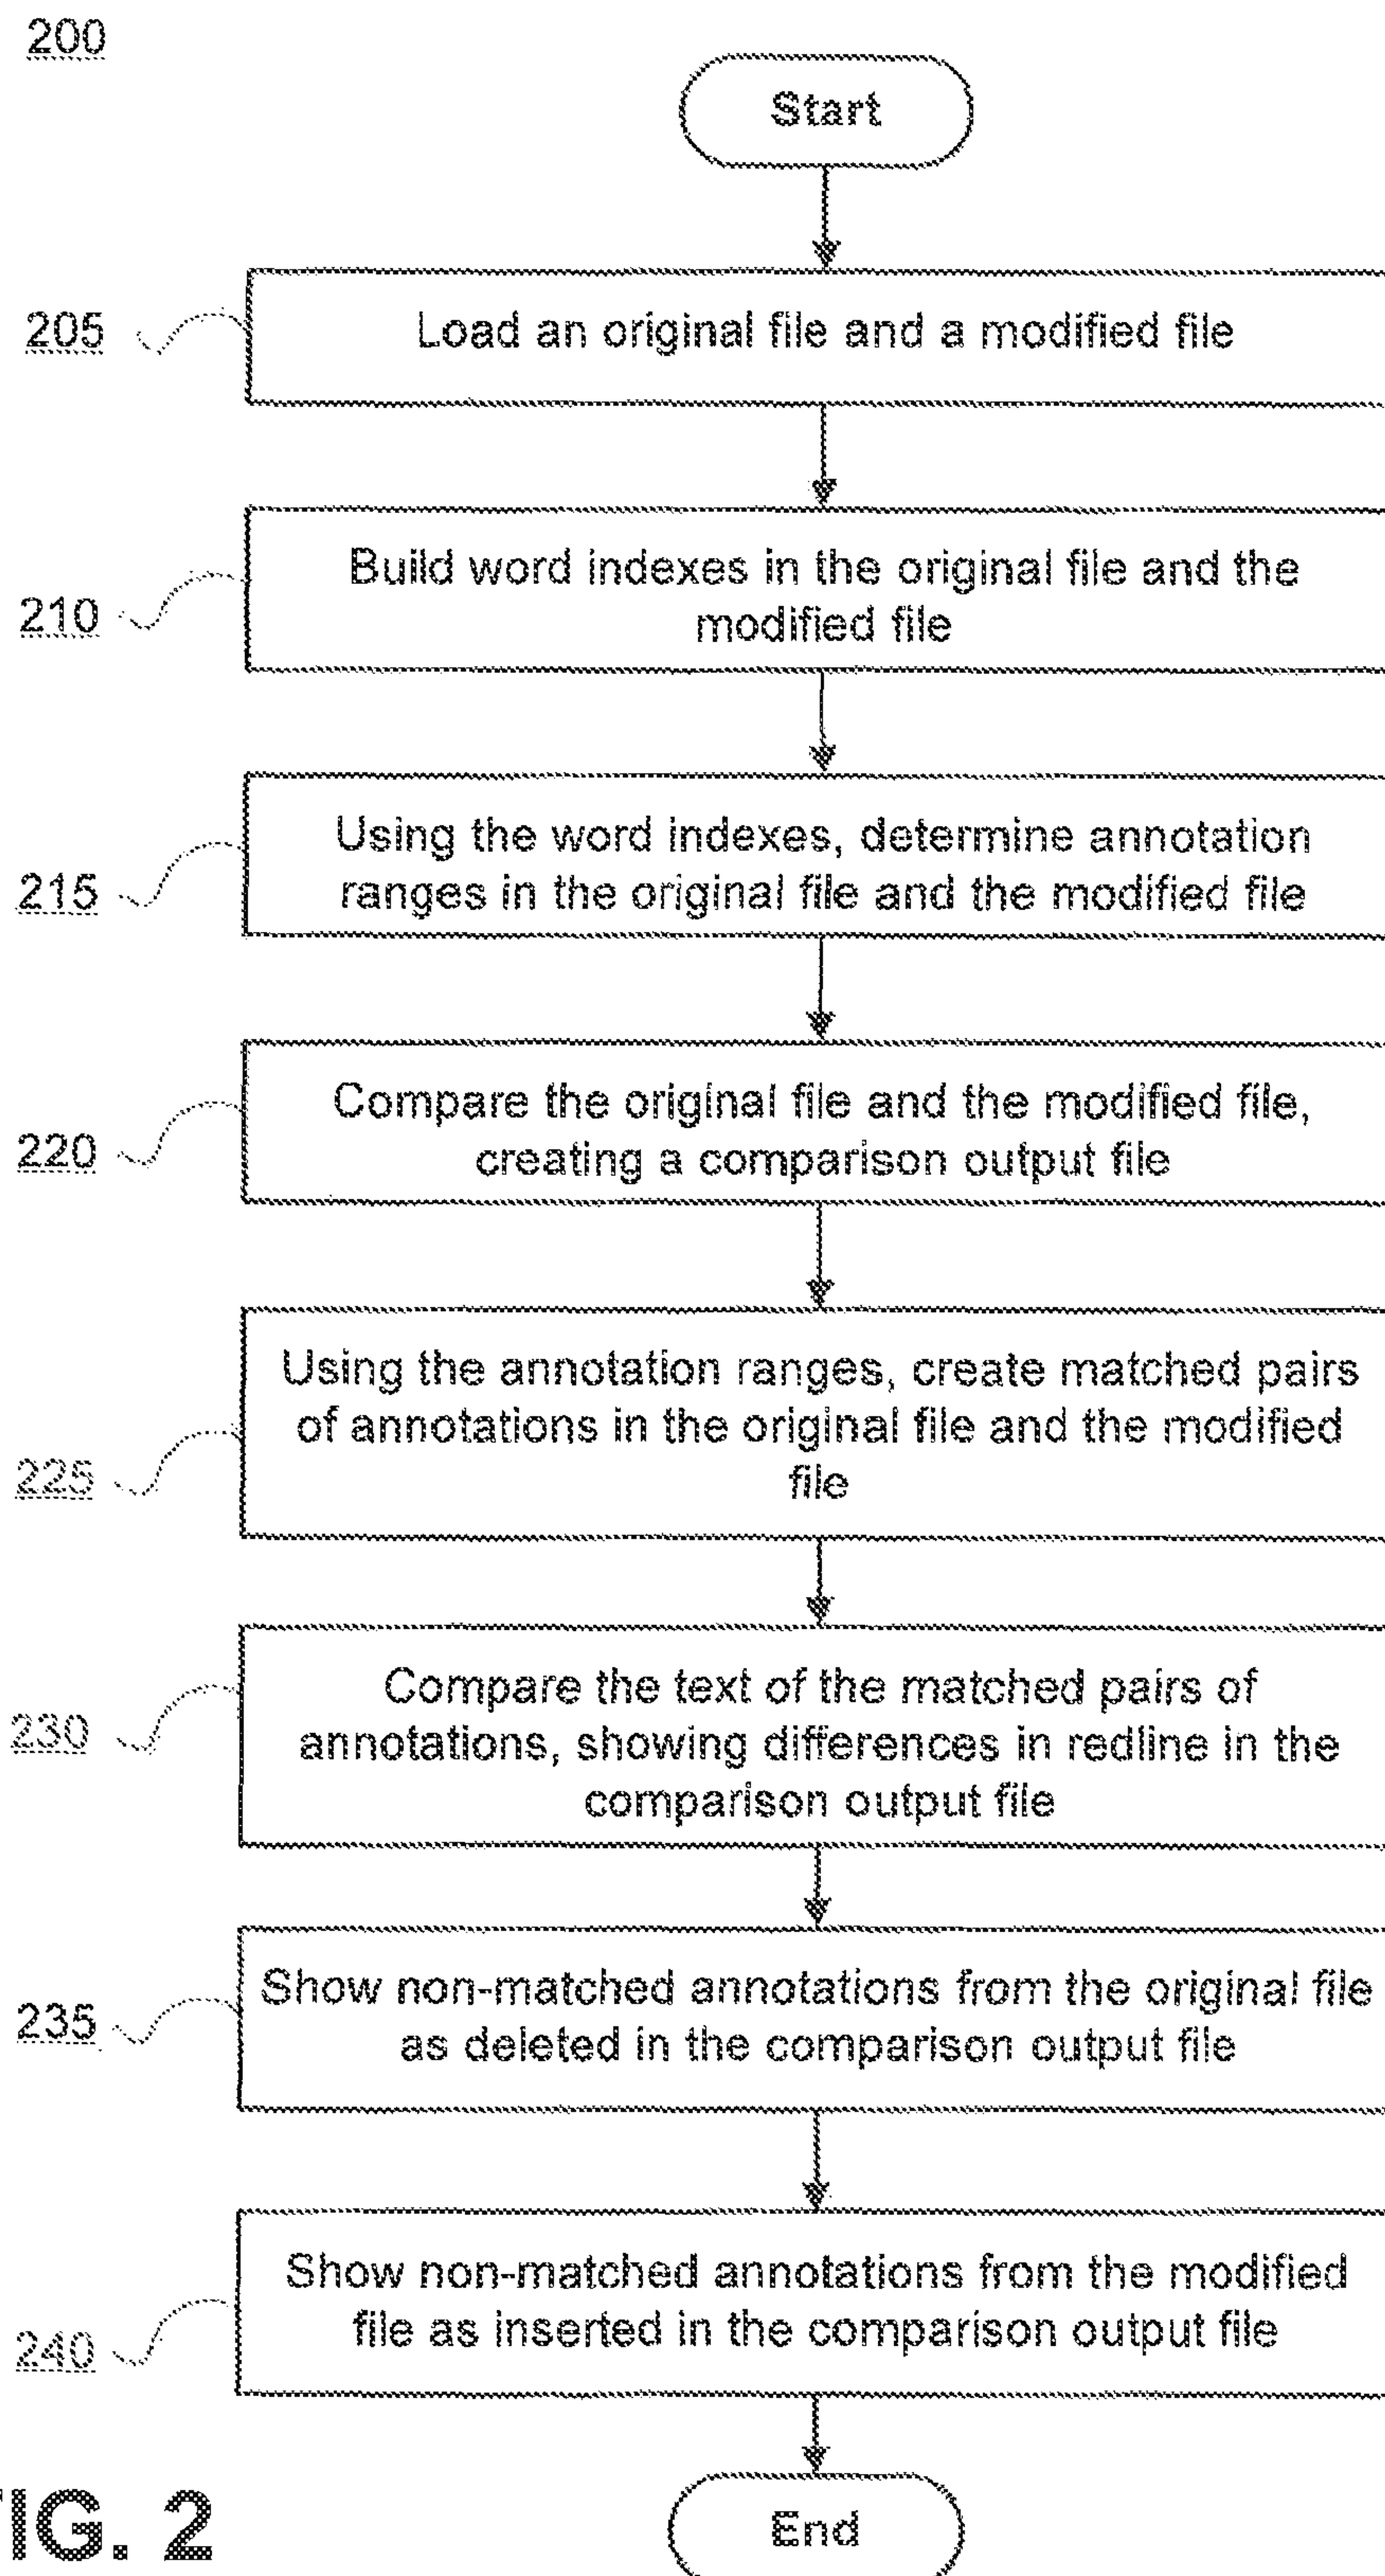 200
Start
205
Load an original file and a modified file
210
Build word indexes in the original file and the
modified file
215
Using the word indexes, determine annotation
ranges in the original file and the modified file
220
Compare the original file and the modified file,
creating a comparison output file
225
Using the annotation ranges, create matched pairs
of annotations in the original file and the modified
file
230
Compare the text of the matched pairs of
annotations, showing differences in redline in the
comparison output file
235
Show non-matched annotations from the original file
as deleted in the comparison output file
240
Show non-matched annotations from the modified
file as inserted in the comparison output file
End
IG. 2